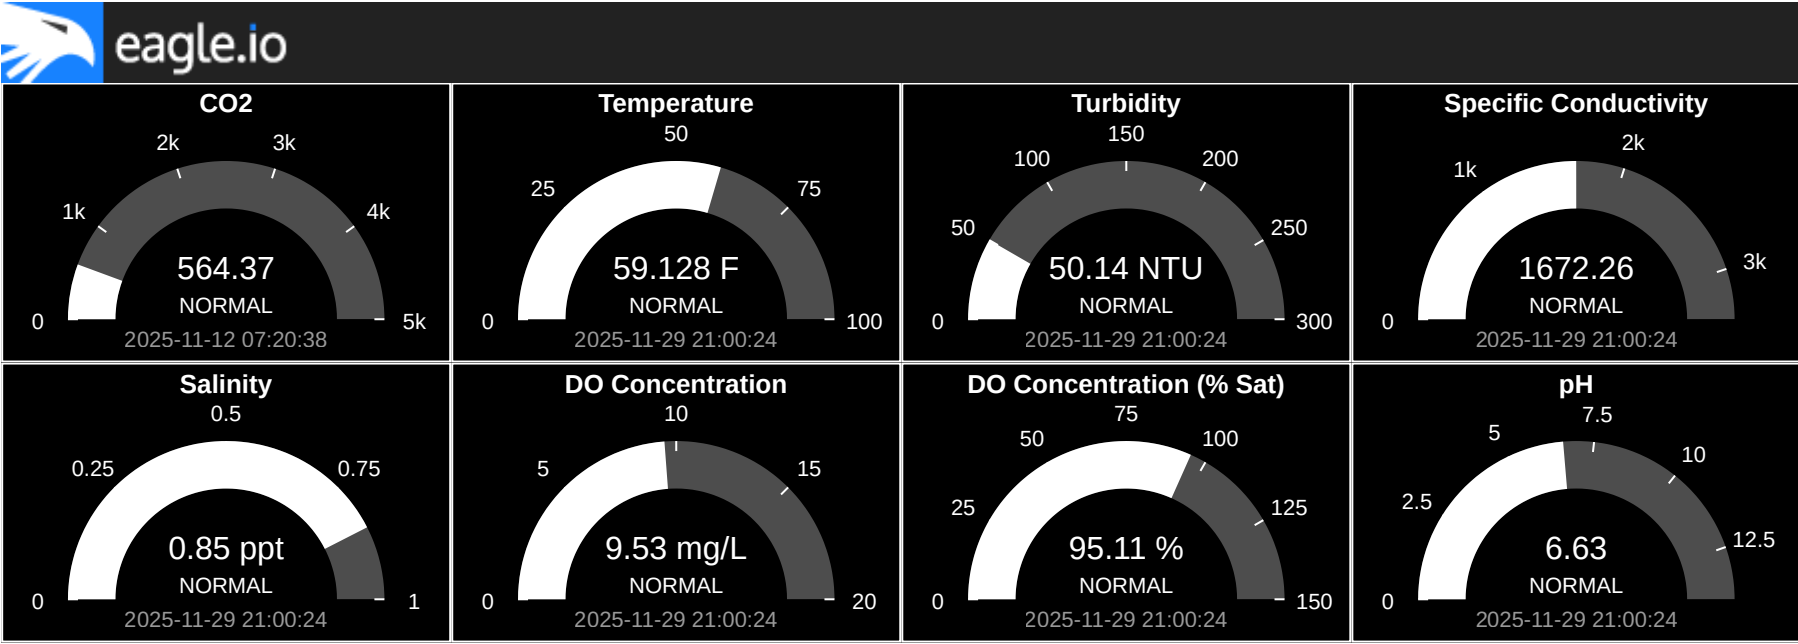 eagle.io
CO2
0
1k
2k
3k
4k
5k
564.37
NORMAL
2025-11-12 07:20:38
Temperature
0
25
50
75
100
59.128 F
NORMAL
2025-11-29 21:00:24
Turbidity
0
50
100
150
200
250
300
50.14 NTU
NORMAL
2025-11-29 21:00:24
Specific Conductivity
0
1k
2k
3k
1672.26
NORMAL
2025-11-29 21:00:24
Salinity
0
0.25
0.5
0.75
1
0.85 ppt
NORMAL
2025-11-29 21:00:24
DO Concentration
0
5
10
15
20
9.53 mg/L
NORMAL
2025-11-29 21:00:24
DO Concentration (% Sat)
0
25
50
75
100
125
150
95.11 %
NORMAL
2025-11-29 21:00:24
pH
0
2.5
5
7.5
10
12.5
6.63
NORMAL
2025-11-29 21:00:24